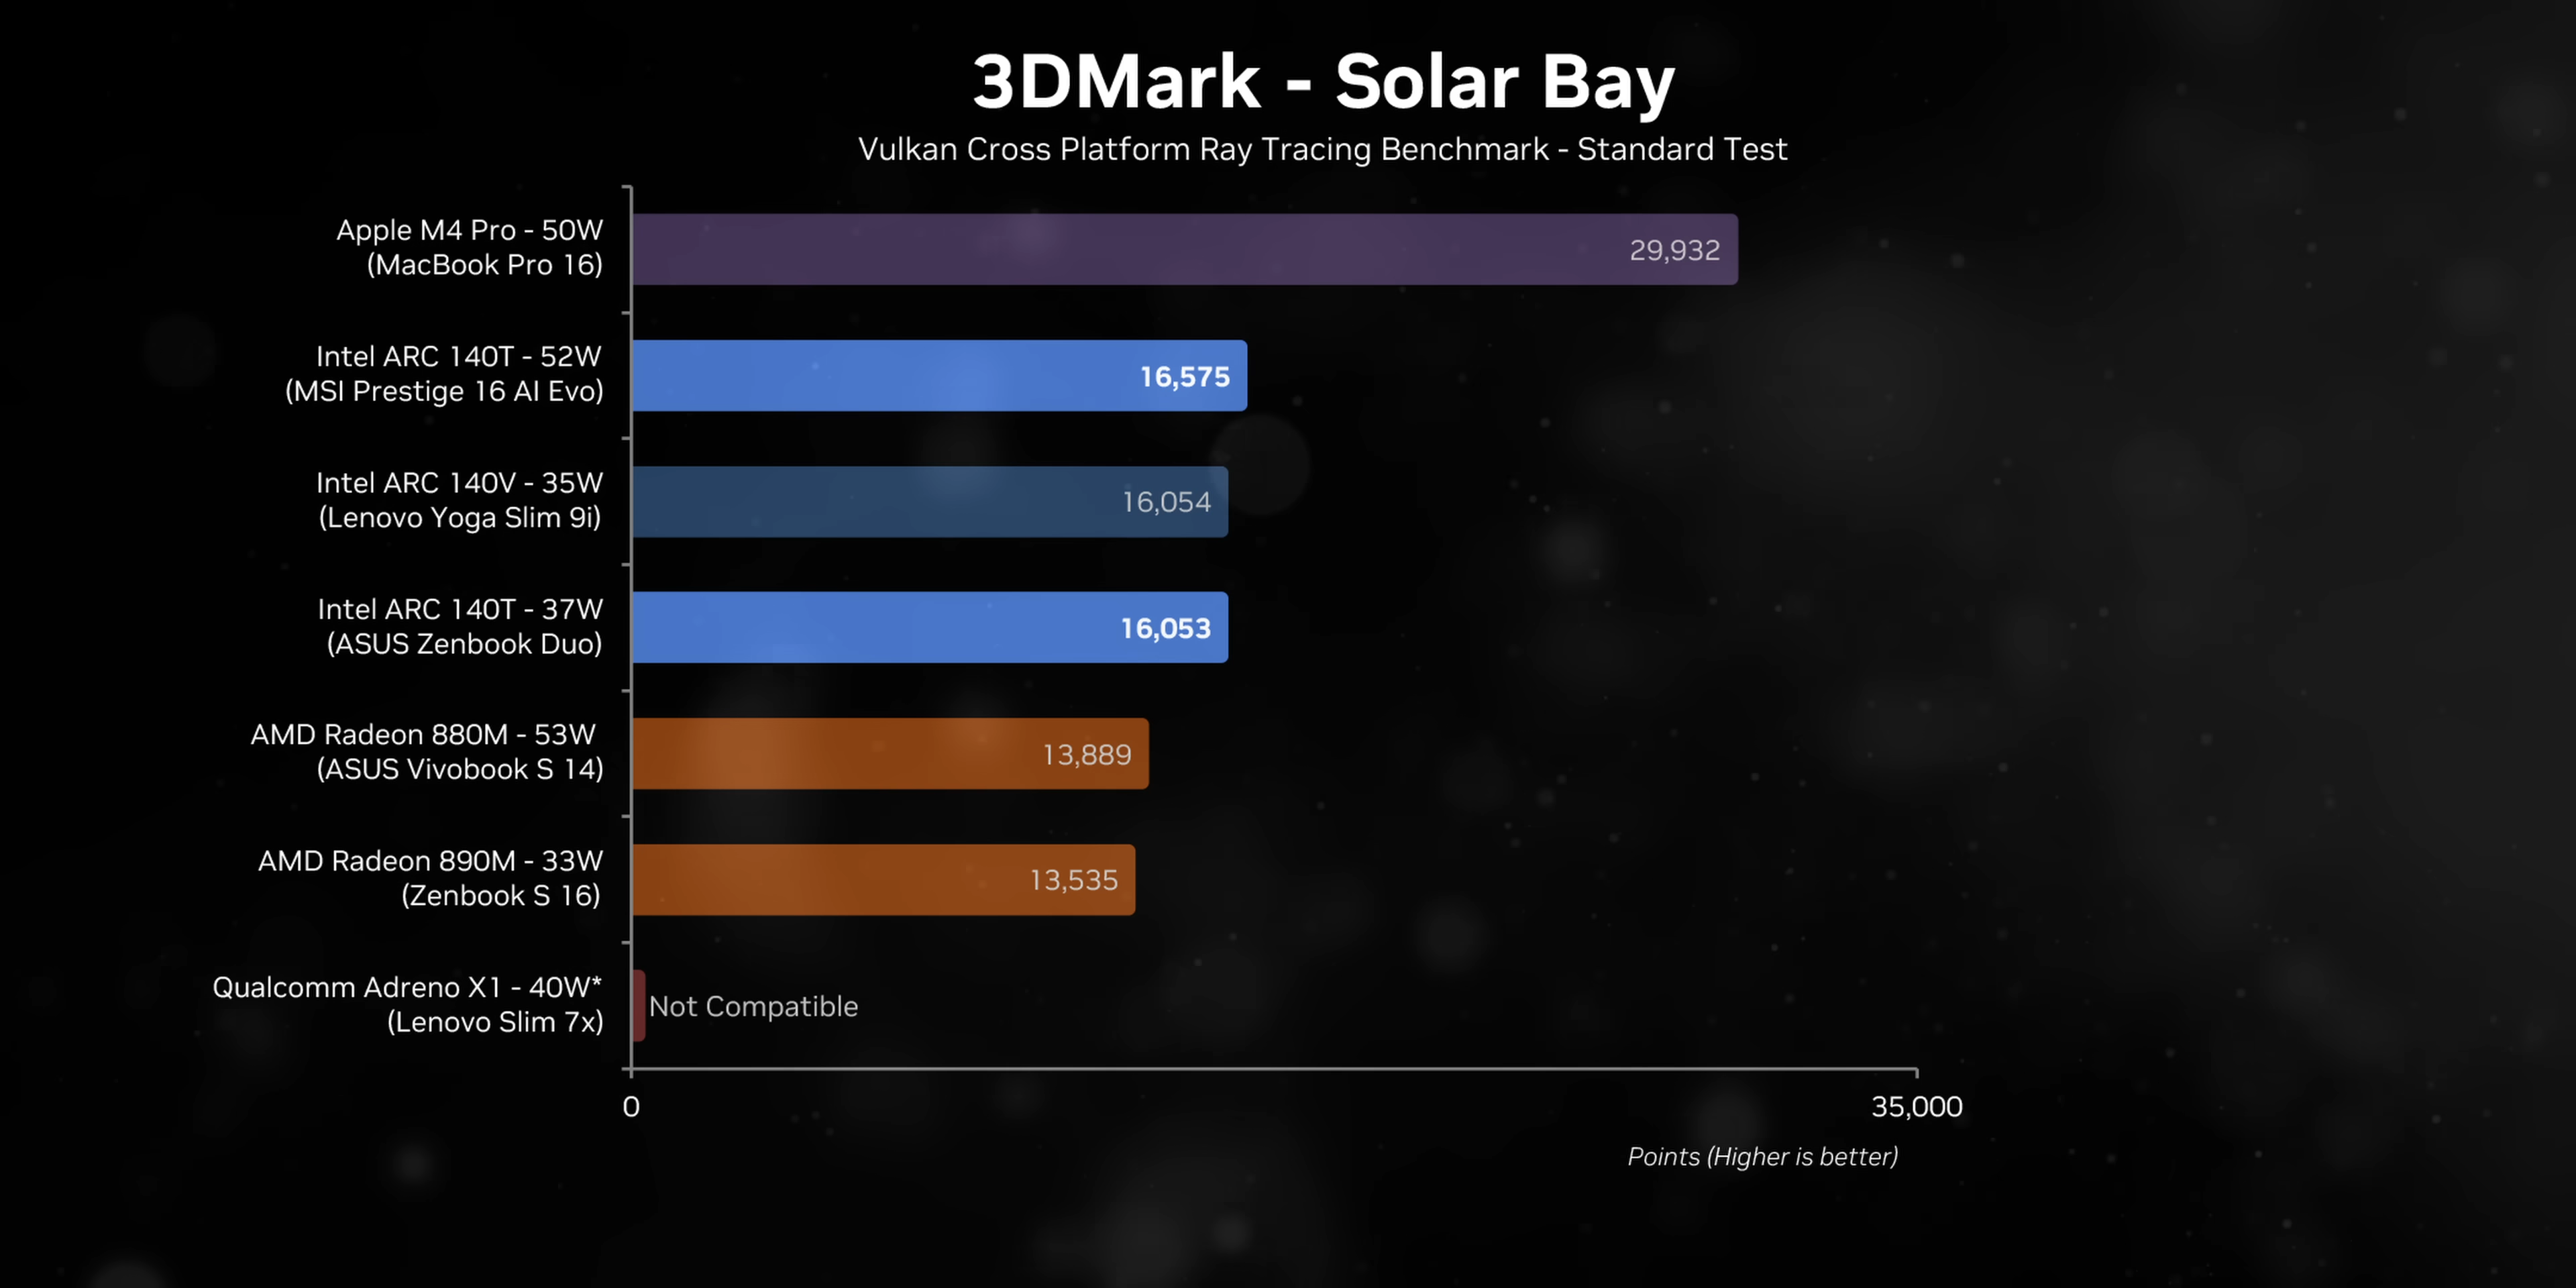 3DMark - Solar Bay
Vulkan Cross Platform Ray Tracing Benchmark - Standard Test
Apple M4 Pro - 50W
(MacBook Pro 16)
29,932
Intel ARC 140T - 52W
(MSI Prestige 16 AI Evo)
16,575
Intel ARC 140V - 35W
(Lenovo Yoga Slim 9i)
16,054
Intel ARC 140T - 37W
(ASUS Zenbook Duo)
16,053
AMD Radeon 880M - 53W
(ASUS Vivobook S 14)
13,889
AMD Radeon 890M - 33W
(Zenbook S 16)
13,535
Qualcomm Adreno X1 - 40W*
(Lenovo Slim 7x)
Not Compatible
0
35,000
Points (Higher is better)